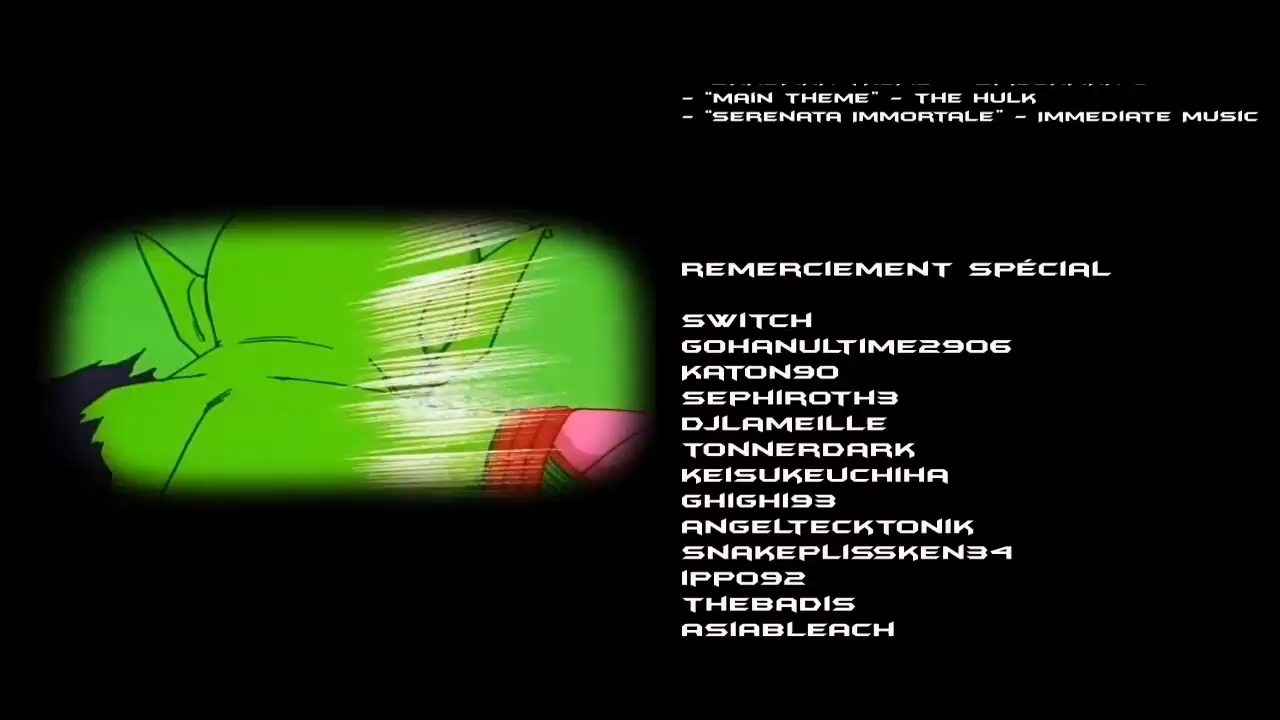 - "MAIN THEME" - THE HULK
- "SERENATA IMMORTALE" - IMMEDIATE MUSIC
REMERCIEMENT SPÉCIAL
SWITCH
GOHANULTIME2906
KATON90
SEPHIROTH3
DJLAMEILLE
TONNERDARK
KEISUKEUCHIHA
GHIGHI93
ANGELTECKTONIK
SNAKEPLISSKEN34
IPPO92
THEBADIS
ASIABLEACH